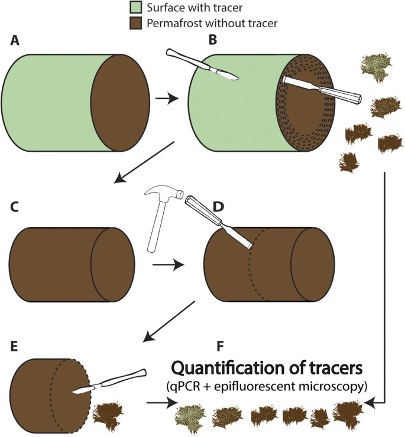 Surface with tracer
Permafrost without tracer
A
B
C
D
E
F
Quantification of tracers
(qPCR + epifluorescent microscopy)